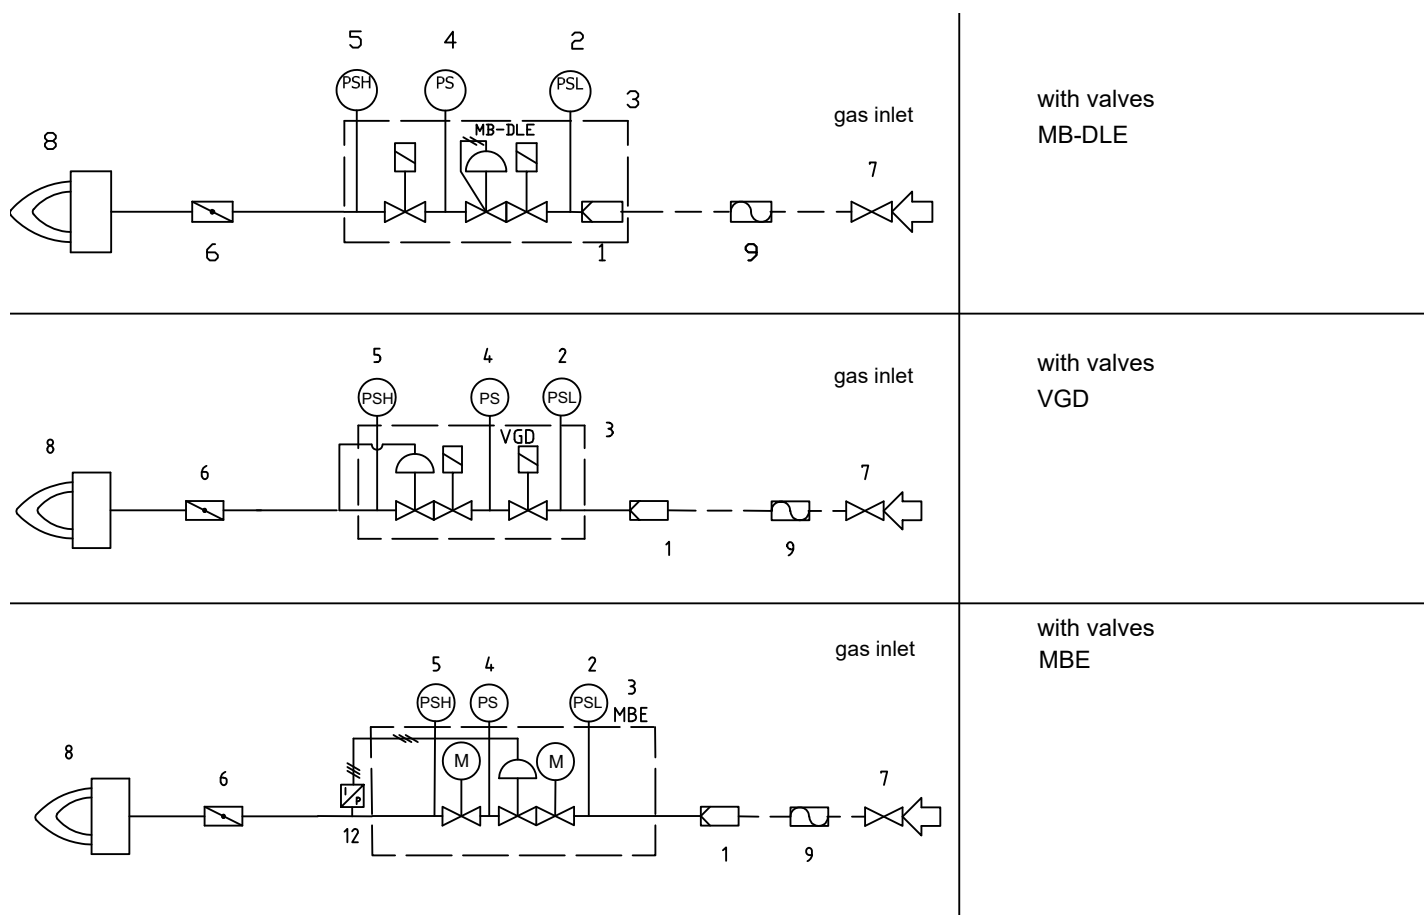 5 4 2
PSH PS PSL
3
gas inlet
with valves
MB-DLE
MB-DLE
8
7
6 1 9
5 4 2
gas inlet
with valves
VGD
PSH PS PSL
VGD 3
8
6 7
1 9
gas inlet
with valves
MBE
5 4 2
3
PSH PS PSL
MBE
8
M M
6 7
I
P
12
1 9